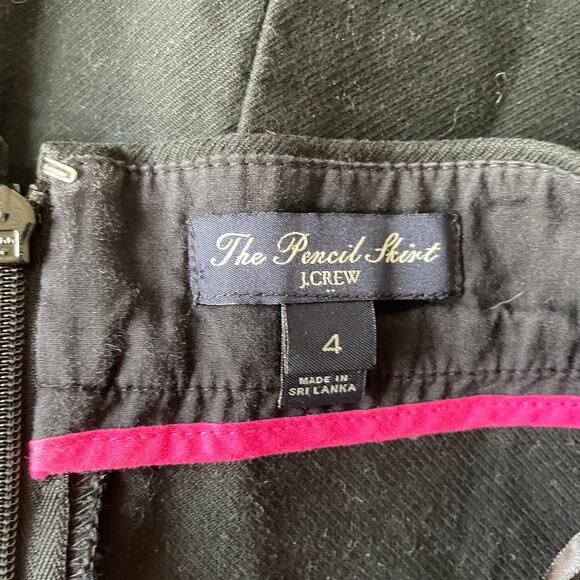 The Pencil Skirt
J.CREW
4
MADE IN
SRI LANKA